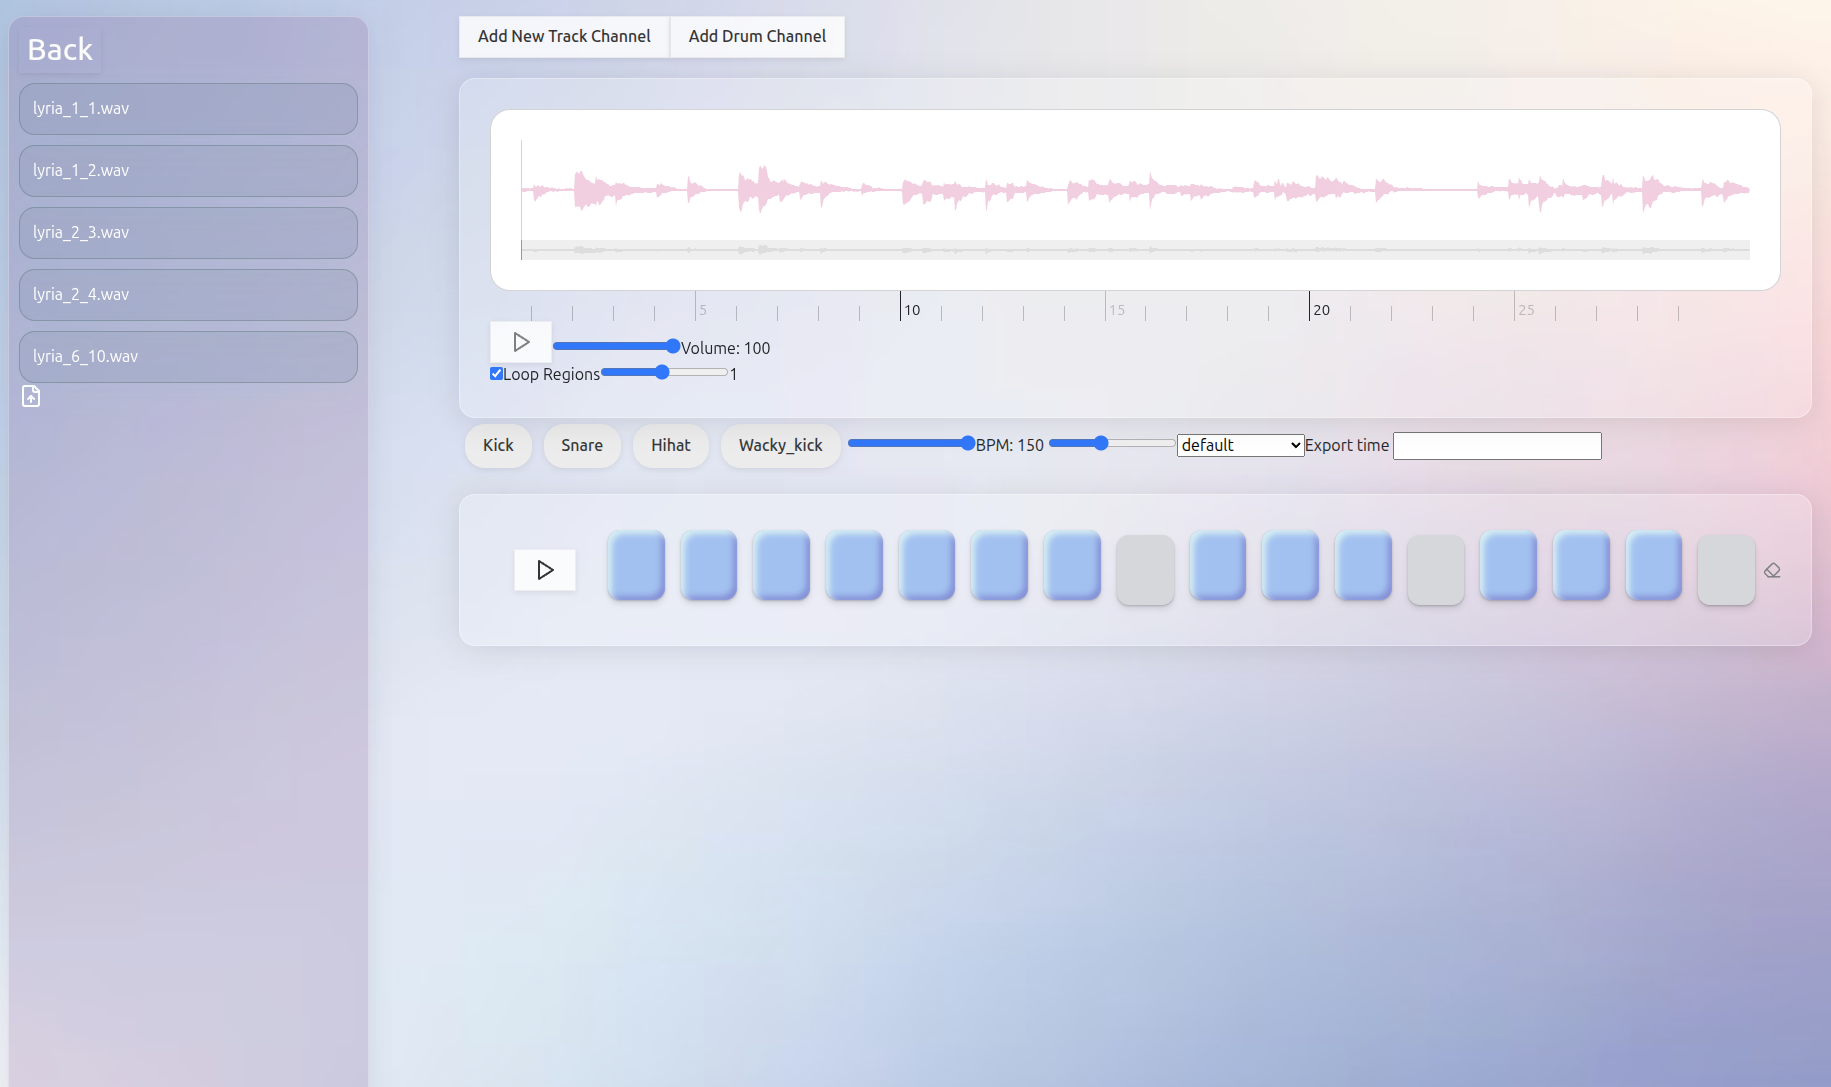 Back
lyria_1_1.wav
lyria_1_2.wav
lyria_2_3.wav
lyria_2_4.wav
lyria_6_10.wav
Add New Track Channel Add Drum Channel
5 10 15 20 25
Volume: 100
Loop Regions 1
Kick Snare Hihat Wacky_kick BPM: 150 default Export time